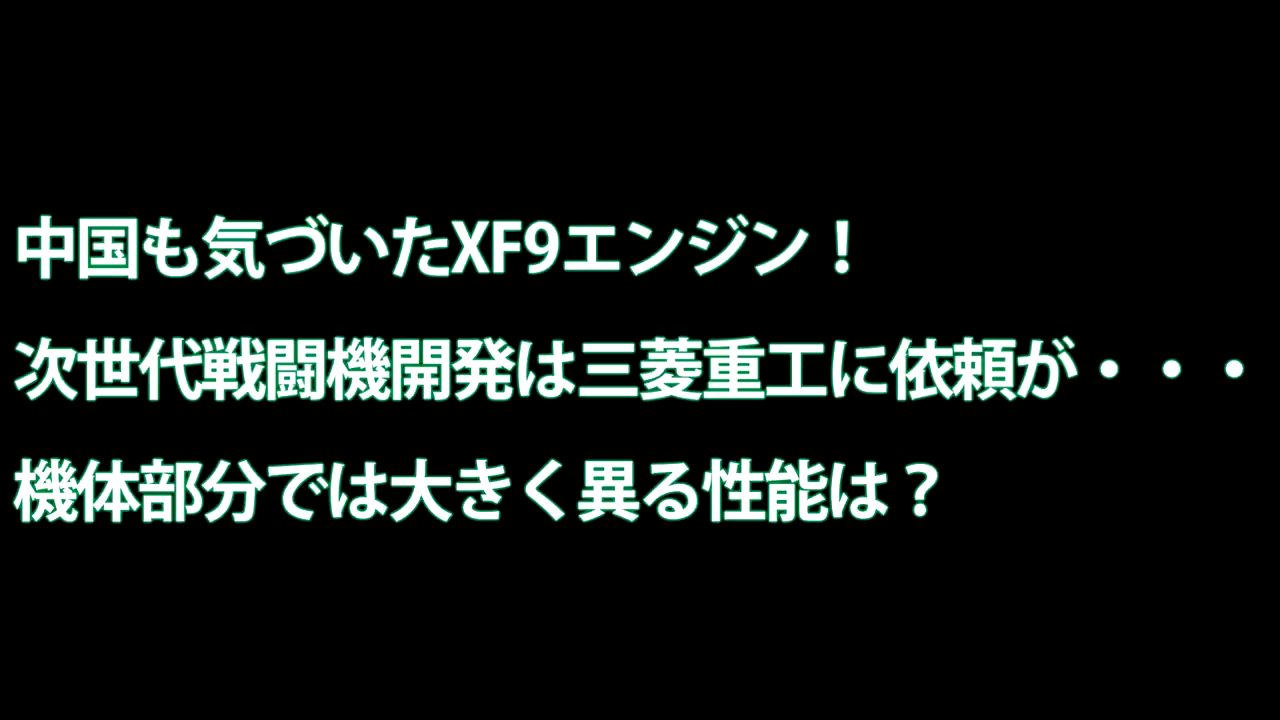 中国も気づいたXF9エンジン！
次世代戦闘機開発は三菱重工に依頼が・・・
機体部分では大きく異る性能は？